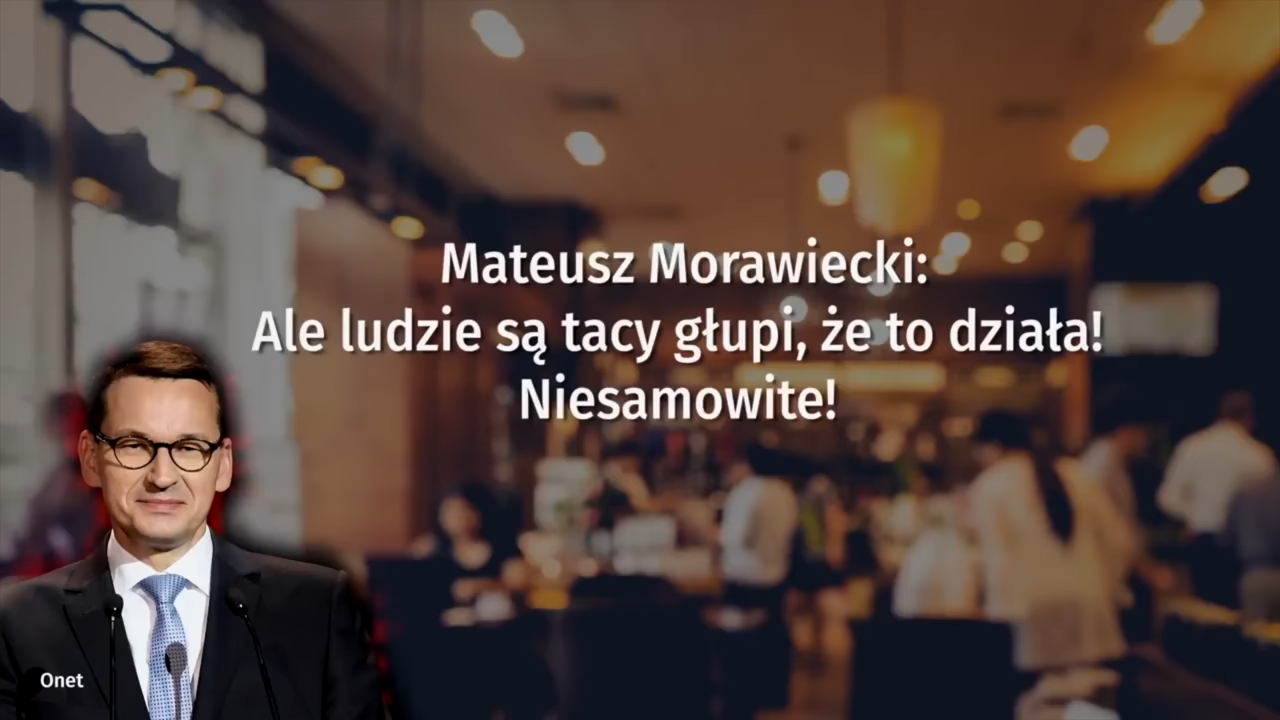 Mateusz Morawiecki:
Ale ludzie są tacy głupi, że to działa!
Niesamowite!
Onet